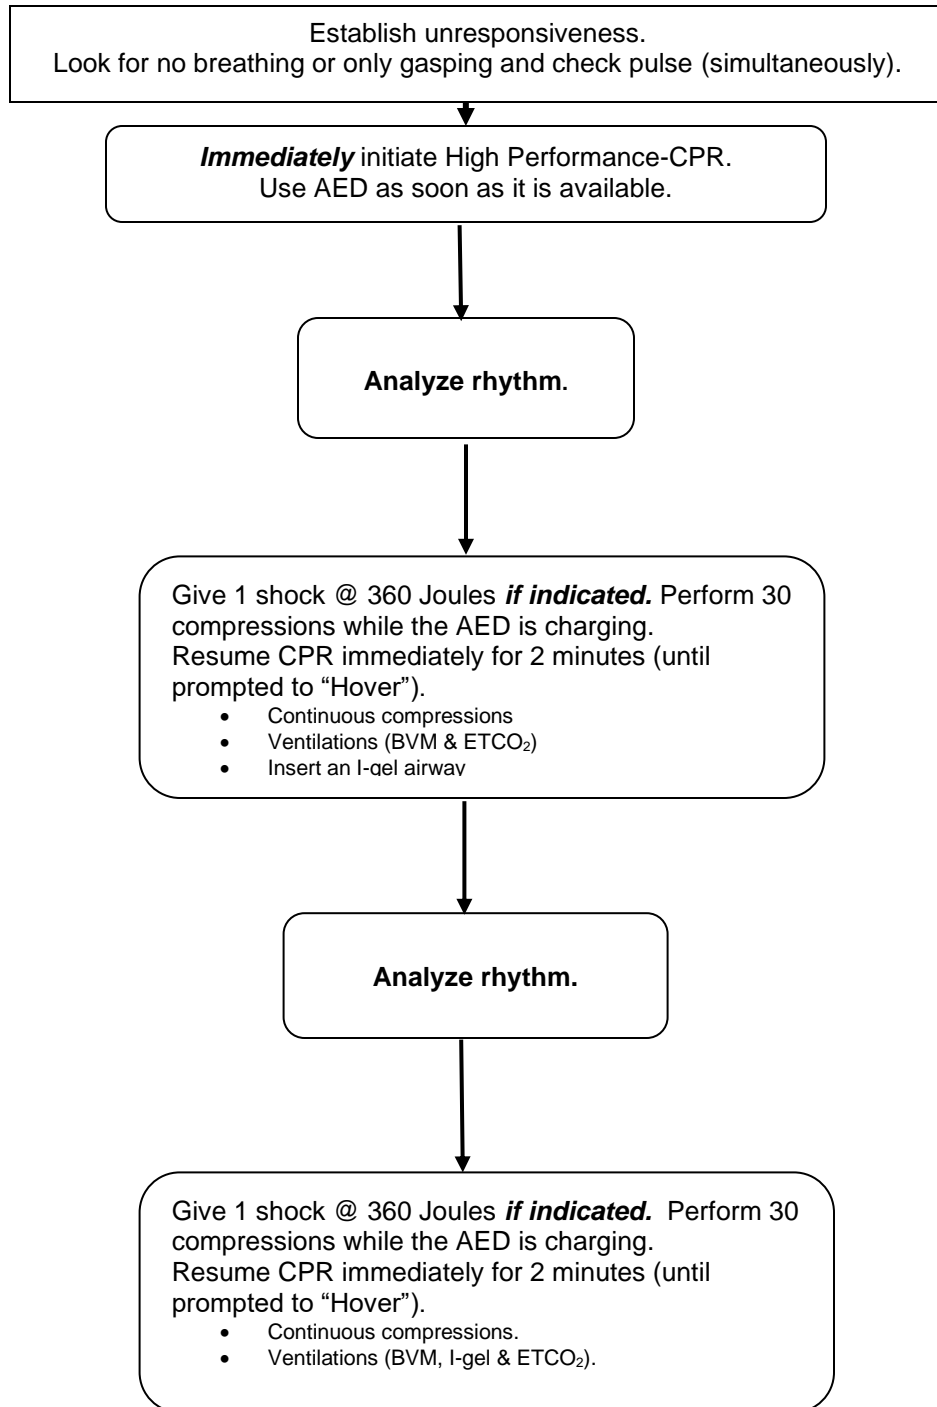 Establish unresponsiveness.
Look for no breathing or only gasping and check pulse (simultaneously).
Immediately initiate High Performance-CPR.
Use AED as soon as it is available.
Analyze rhythm.
Give 1 shock @ 360 Joules if indicated. Perform 30
compressions while the AED is charging.
Resume CPR immediately for 2 minutes (until
prompted to “Hover”).
• Continuous compressions
• Ventilations (BVM & ETCO₂)
• Insert an I-gel airway
Analyze rhythm.
Give 1 shock @ 360 Joules if indicated. Perform 30
compressions while the AED is charging.
Resume CPR immediately for 2 minutes (until
prompted to “Hover”).
• Continuous compressions.
• Ventilations (BVM, I-gel & ETCO₂).